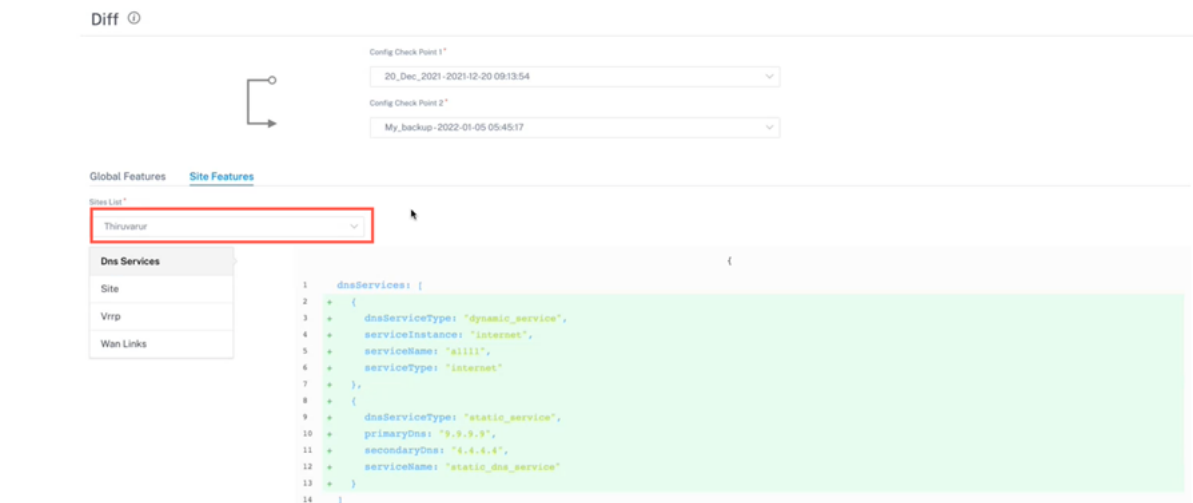 Diff
Config Check Point 1*
20_Dec_2021 - 2021-12-20 09:13:54
Config Check Point 2*
My_backup - 2022-01-05 05:45:17
Global Features Site Features
Sites List*
Thiruvarur
Dns Services
Site
Vrrp
Wan Links
{
1 dnsServices: [
2 + {
3 + dnsServiceType: "dynamic_service",
4 + serviceInstance: "internet",
5 + serviceName: "a1111",
6 + serviceType: "internet"
7 + },
8 + {
9 + dnsServiceType: "static_service",
10 + primaryDns: "9.9.9.9",
11 + secondaryDns: "4.4.4.4",
12 + serviceName: "static_dns_service"
13 + }
14 ]